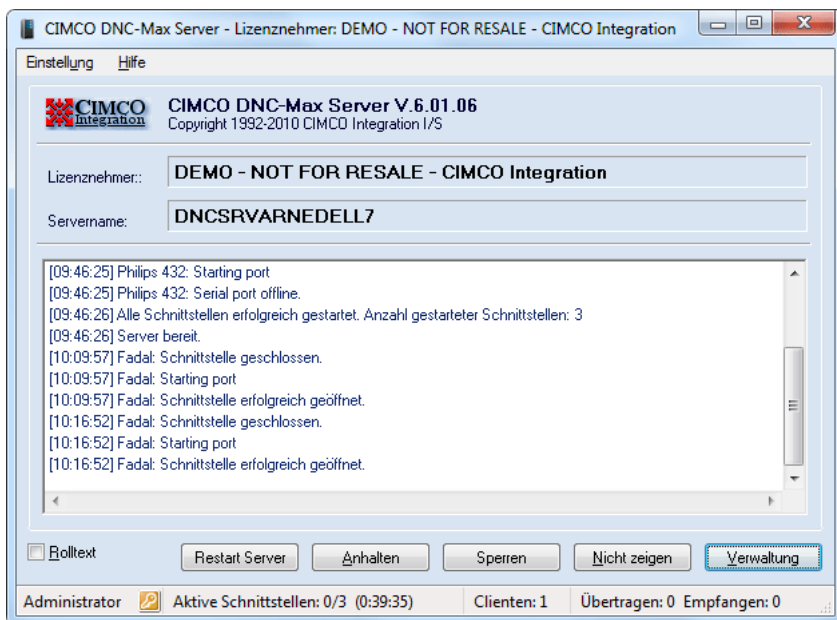 CIMCO DNC-Max Server - Lizenznehmer: DEMO - NOT FOR RESALE - CIMCO Integration
Einstellung Hilfe
CIMCO Integration
CIMCO DNC-Max Server V.6.01.06
Copyright 1992-2010 CIMCO Integration I/S
Lizenznehmer:: DEMO - NOT FOR RESALE - CIMCO Integration
Servername: DNCSRVARNEDELL7
[09:46:25] Philips 432: Starting port
[09:46:25] Philips 432: Serial port offline.
[09:46:26] Alle Schnittstellen erfolgreich gestartet. Anzahl gestarteter Schnittstellen: 3
[09:46:26] Server bereit.
[10:09:57] Fadal: Schnittstelle geschlossen.
[10:09:57] Fadal: Starting port
[10:09:57] Fadal: Schnittstelle erfolgreich geöffnet.
[10:16:52] Fadal: Schnittstelle geschlossen.
[10:16:52] Fadal: Starting port
[10:16:52] Fadal: Schnittstelle erfolgreich geöffnet.
Rolltext Restart Server Anhalten Sperren Nicht zeigen Verwaltung
Administrator Aktive Schnittstellen: 0/3 (0:39:35) Clienten: 1 Übertragen: 0 Empfangen: 0